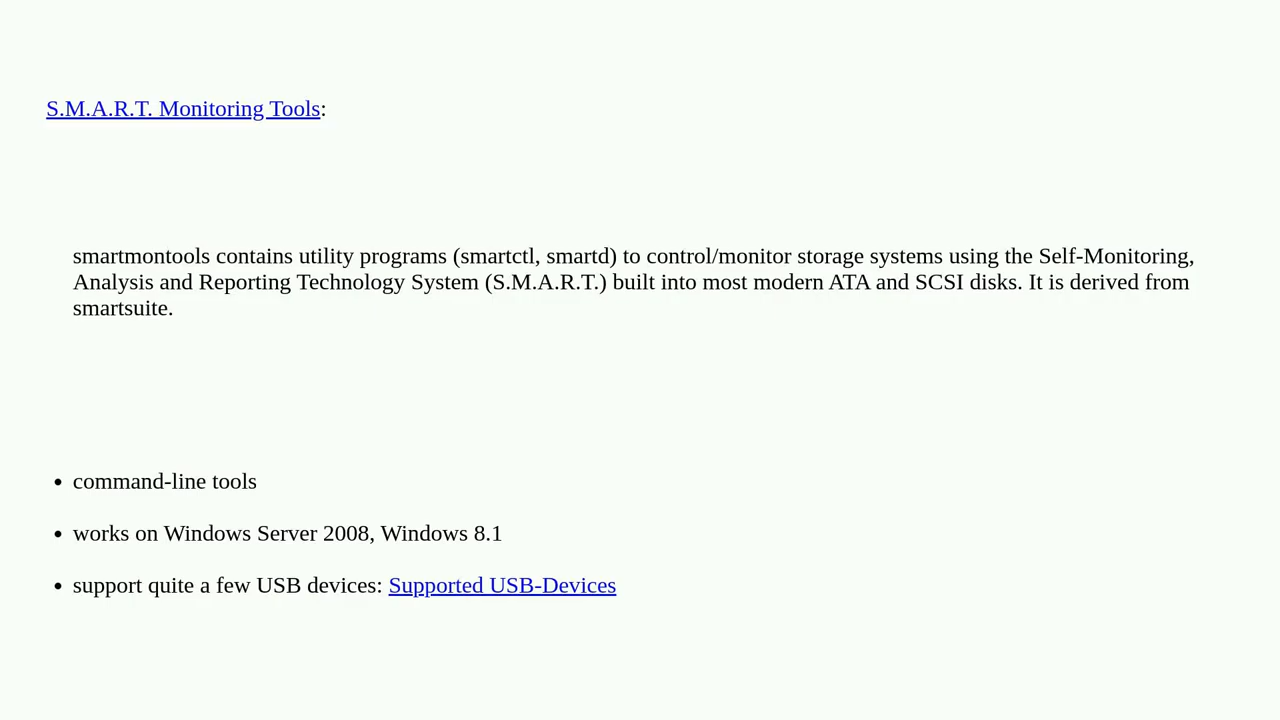 S.M.A.R.T. Monitoring Tools:
smartmontools contains utility programs (smartctl, smartd) to control/monitor storage systems using the Self-Monitoring,
Analysis and Reporting Technology System (S.M.A.R.T.) built into most modern ATA and SCSI disks. It is derived from
smartsuite.
• command-line tools
• works on Windows Server 2008, Windows 8.1
• support quite a few USB devices: Supported USB-Devices